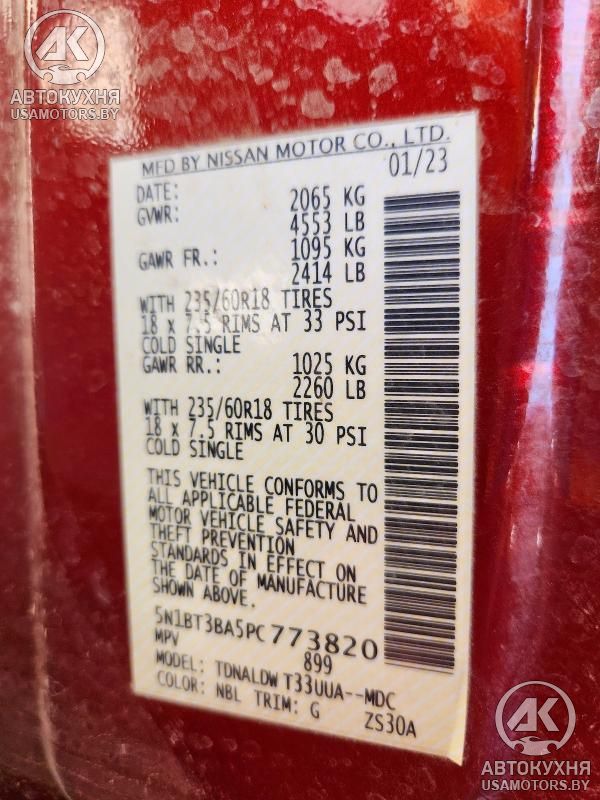 AK
АВТОКУХНЯ
USAMOTORS.BY
MFD BY NISSAN MOTOR CO., LTD.
DATE: 01/23
GVWR: 2065 KG
4553 LB
GAWR FR.: 1095 KG
2414 LB
WITH 235/60R18 TIRES
18 x 7.5 RIMS AT 33 PSI
COLD SINGLE
GAWR RR.: 1025 KG
2260 LB
WITH 235/60R18 TIRES
18 x 7.5 RIMS AT 30 PSI
COLD SINGLE
THIS VEHICLE CONFORMS TO
ALL APPLICABLE FEDERAL
MOTOR VEHICLE SAFETY AND
THEFT PREVENTION
STANDARDS IN EFFECT ON
THE DATE OF MANUFACTURE
SHOWN ABOVE.
5N1BT3BA5PC773820
MPV 899
MODEL: TDNALDW T33UUA--MDC
COLOR: NBL TRIM: G ZS30A
AK
АВТОКУХНЯ
USAMOTORS.BY